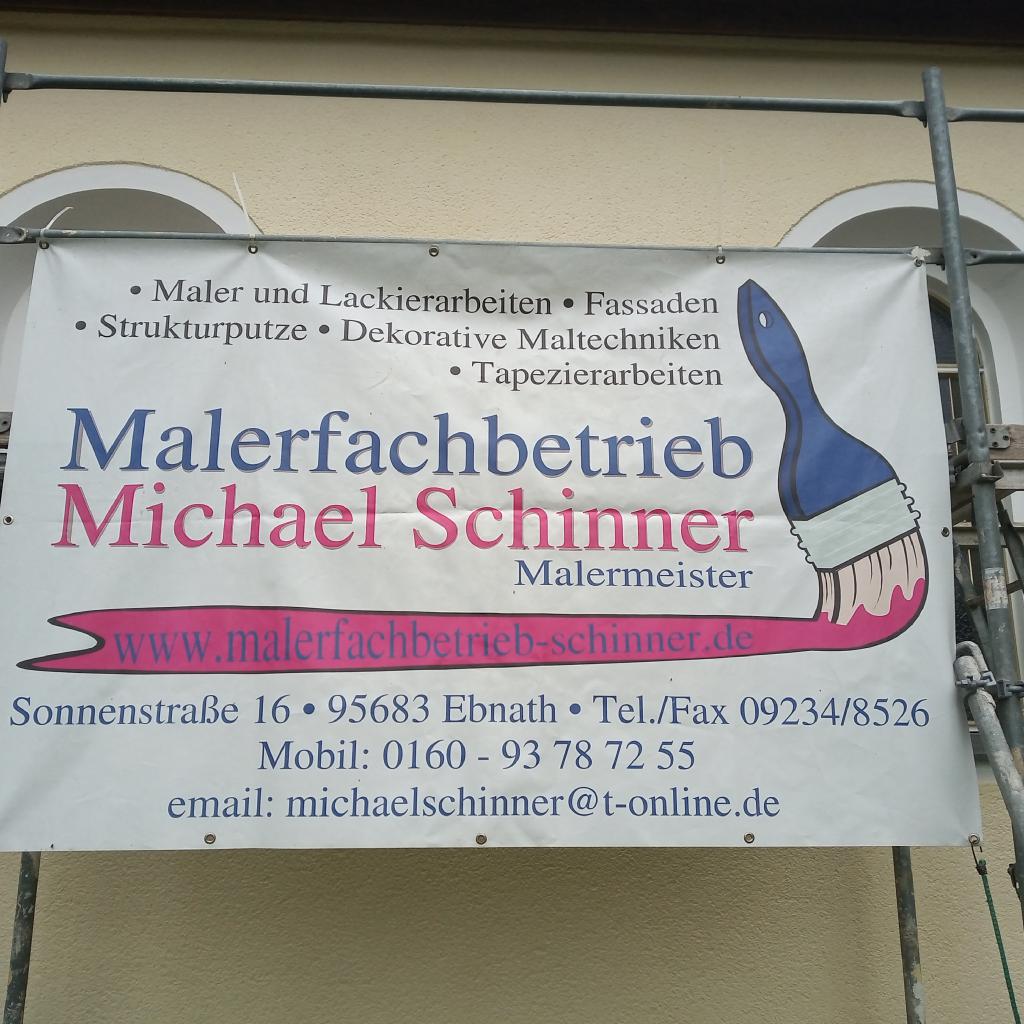 • Maler und Lackierarbeiten • Fassaden
• Strukturputze • Dekorative Maltechniken
• Tapezierarbeiten
Malerfachbetrieb
Michael Schinner
Malermeister
www.malerfachbetrieb-schinner.de
Sonnenstraße 16 • 95683 Ebnath • Tel./Fax 09234/8526
Mobil: 0160 - 93 78 72 55
email: michaelschinner@t-online.de